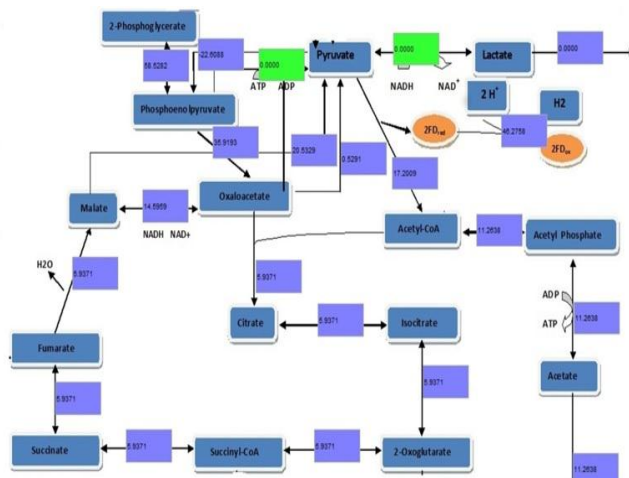 2-Phosphoglycerate
-22.6088
0.0000
Pyruvate
0.0000
Lactate
0.0000
58.5282
ATP
ADP
NADH
NAD+
2 H+
H2
Phosphoenolpyruvate
2FDred
46.2758
2FDox
35.9193
20.5329
0.5291
17.2009
Oxaloacetate
Malate
14.5959
NADH
NAD+
Acetyl-CoA
11.2638
Acetyl Phosphate
H2O
5.9371
5.9371
ADP
ATP
11.2638
Citrate
5.9371
Isocitrate
Fumarate
Acetate
5.9371
5.9371
Succinate
5.9371
Succinyl-CoA
5.9371
2-Oxoglutarate
11.2638